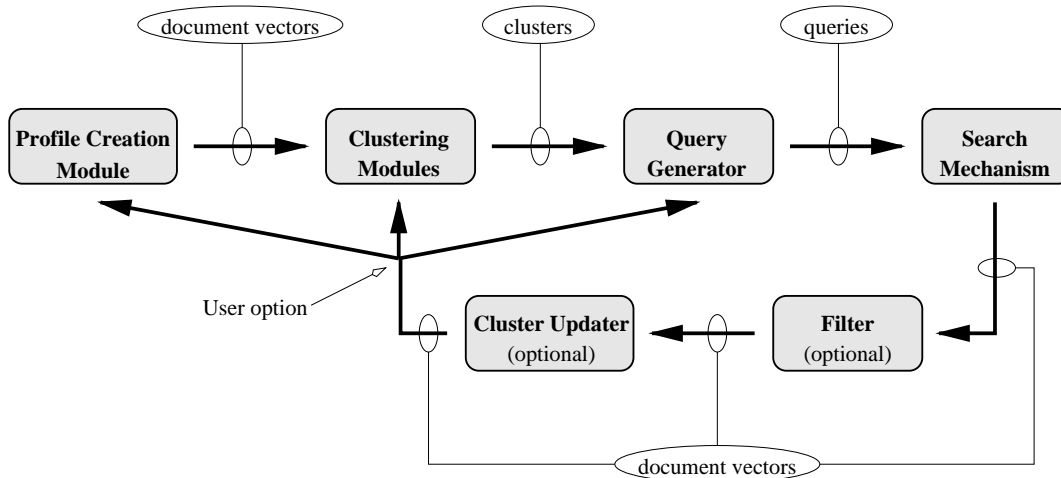 document vectors
clusters
queries
Profile Creation
Module
Clustering
Modules
Query
Generator
Search
Mechanism
User option
Cluster Updater
(optional)
Filter
(optional)
document vectors